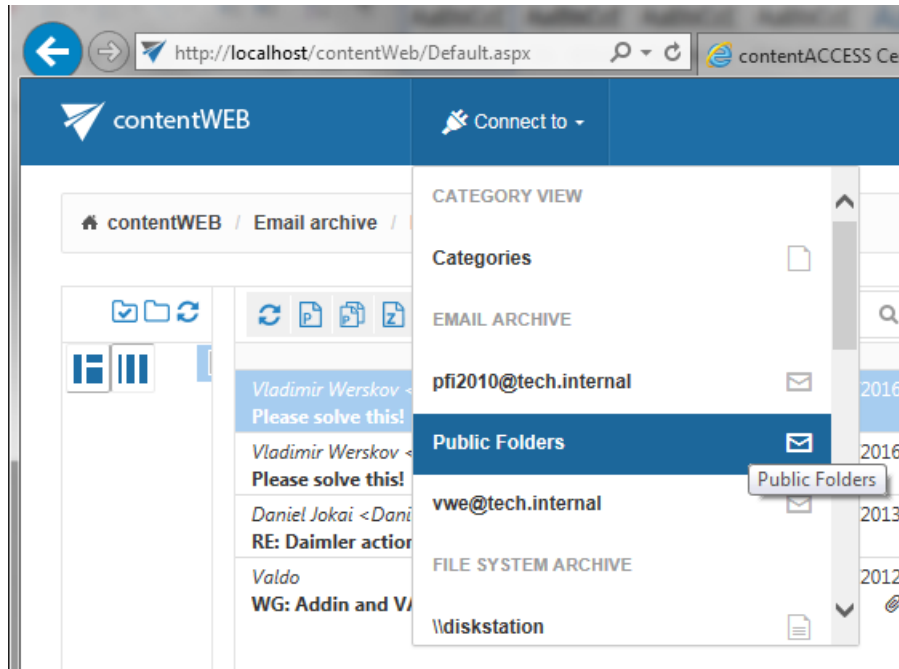 http://localhost/contentWeb/Default.aspx
contentACCESS Ce
contentWEB
Connect to
CATEGORY VIEW
contentWEB / Email archive /
Categories
EMAIL ARCHIVE
P P Z
pfi2010@tech.internal
Vladimir Werskov < 2016
Please solve this!
Public Folders
Vladimir Werskov < 2016
Please solve this!
Public Folders
vwe@tech.internal
Daniel Jokai <Dani 2013
RE: Daimler action
FILE SYSTEM ARCHIVE
Valdo 2012
WG: Addin and VA
\\diskstation